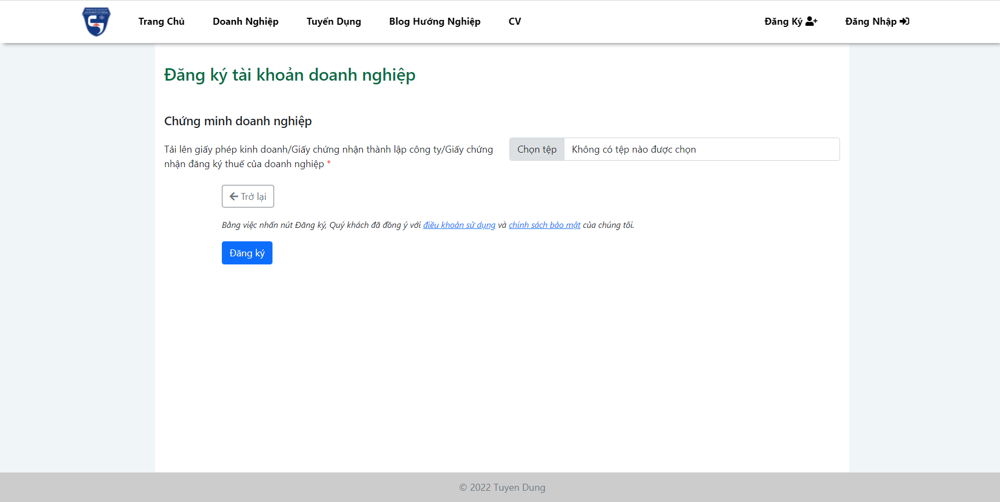 Trang Chủ Doanh Nghiệp Tuyển Dụng Blog Hướng Nghiệp CV Đăng Ký Đăng Nhập
Đăng ký tài khoản doanh nghiệp
Chứng minh doanh nghiệp
Tải lên giấy phép kinh doanh/Giấy chứng nhận thành lập công ty/Giấy chứng
nhận đăng ký thuế của doanh nghiệp *
Chọn tệp Không có tệp nào được chọn
Trở lại
Bằng việc nhấn nút Đăng ký, Quý khách đã đồng ý với điều khoản sử dụng và chính sách bảo mật của chúng tôi.
Đăng ký
© 2022 Tuyen Dung